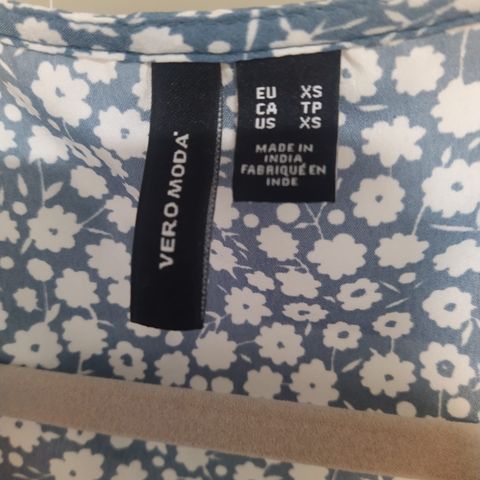 VERO MODA
EU XS
CA TP
US XS
MADE IN
INDIA
FABRIQUÉ EN
INDE